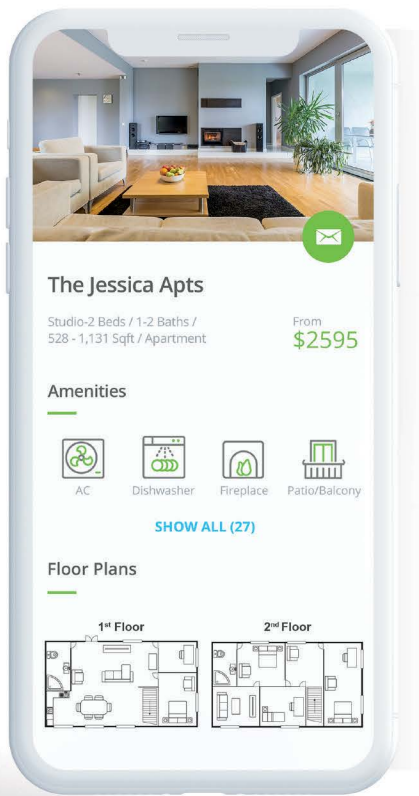 The Jessica Apts
Studio-2 Beds / 1-2 Baths /
528 - 1,131 Sqft / Apartment
From
$2595
Amenities
AC
Dishwasher
Fireplace
Patio/Balcony
SHOW ALL (27)
Floor Plans
1st Floor
2nd Floor